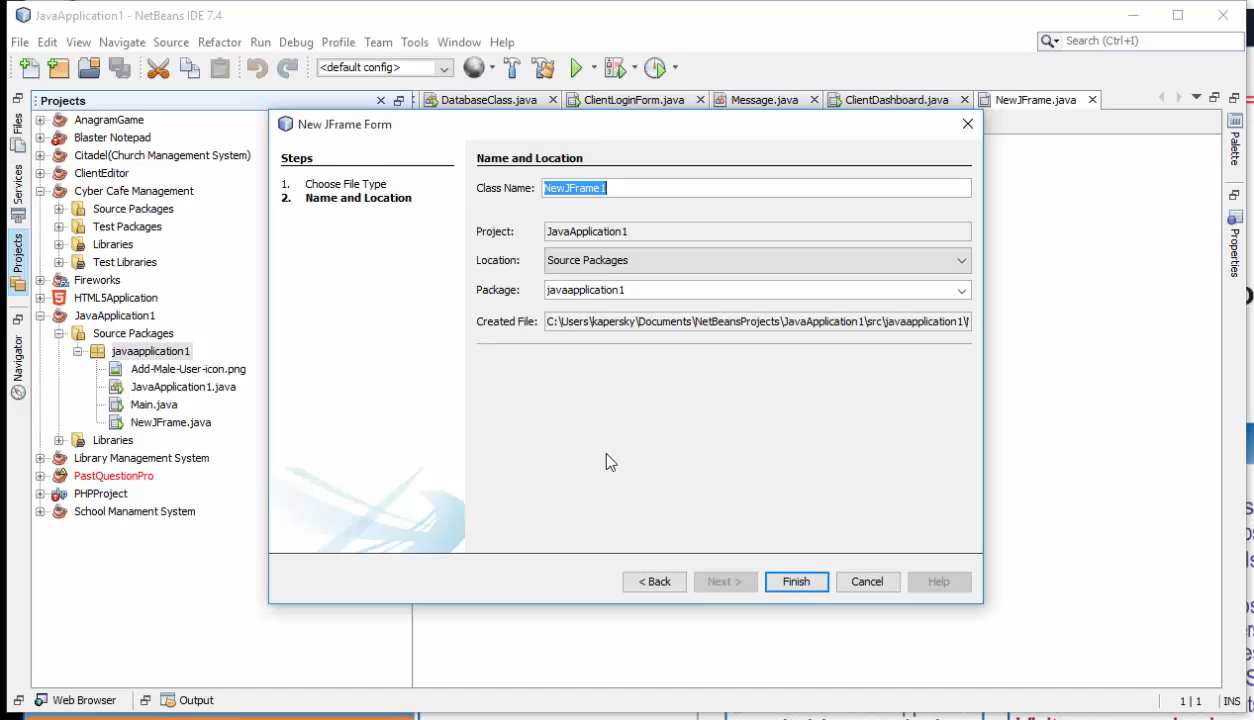 JavaApplication1 - NetBeans IDE 7.4
File Edit View Navigate Source Refactor Run Debug Profile Team Tools Window Help
Search (Ctrl+I)
<default config>
Projects
DatabaseClass.java
ClientLoginForm.java
Message.java
ClientDashboard.java
NewJFrame.java
Files
Services
Projects
Navigator
AnagramGame
Blaster Notepad
Citadel(Church Management System)
ClientEditor
Cyber Cafe Management
Source Packages
Test Packages
Libraries
Test Libraries
Fireworks
HTML5Application
JavaApplication1
Source Packages
javaapplication1
Add-Male-User-icon.png
JavaApplication1.java
Main.java
NewJFrame.java
Libraries
Library Management System
PastQuestionPro
PHPProject
School Manament System
New JFrame Form
Steps
1. Choose File Type
2. Name and Location
Name and Location
Class Name: NewJFrame1
Project: JavaApplication1
Location: Source Packages
Package: javaapplication1
Created File: C:\Users\kapersky\Documents\NetBeansProjects\JavaApplication1\src\javaapplication1\
< Back
Next >
Finish
Cancel
Help
Palette
Properties
Web Browser
Output
1 | 1
INS